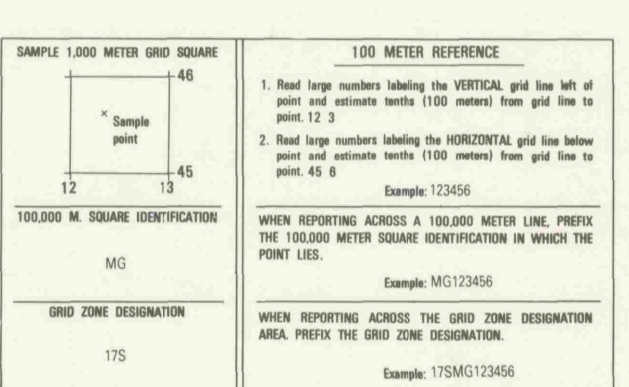 SAMPLE 1,000 METER GRID SQUARE
46
× Sample
point
45
12 13
100,000 M. SQUARE IDENTIFICATION
MG
GRID ZONE DESIGNATION
17S
100 METER REFERENCE
1. Read large numbers labeling the VERTICAL grid line left of
point and estimate tenths (100 meters) from grid line to
point. 12 3
2. Read large numbers labeling the HORIZONTAL grid line below
point and estimate tenths (100 meters) from grid line to
point. 45 6
Example: 123456
WHEN REPORTING ACROSS A 100,000 METER LINE, PREFIX
THE 100,000 METER SQUARE IDENTIFICATION IN WHICH THE
POINT LIES.
Example: MG123456
WHEN REPORTING ACROSS THE GRID ZONE DESIGNATION
AREA. PREFIX THE GRID ZONE DESIGNATION.
Example: 17SMG123456